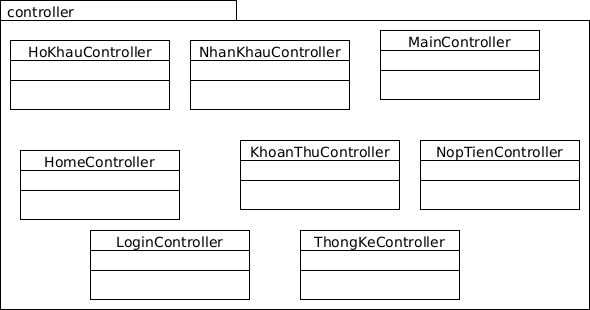 controller
HoKhauController
NhanKhauController
MainController
HomeController
KhoanThuController
NopTienController
LoginController
ThongKeController